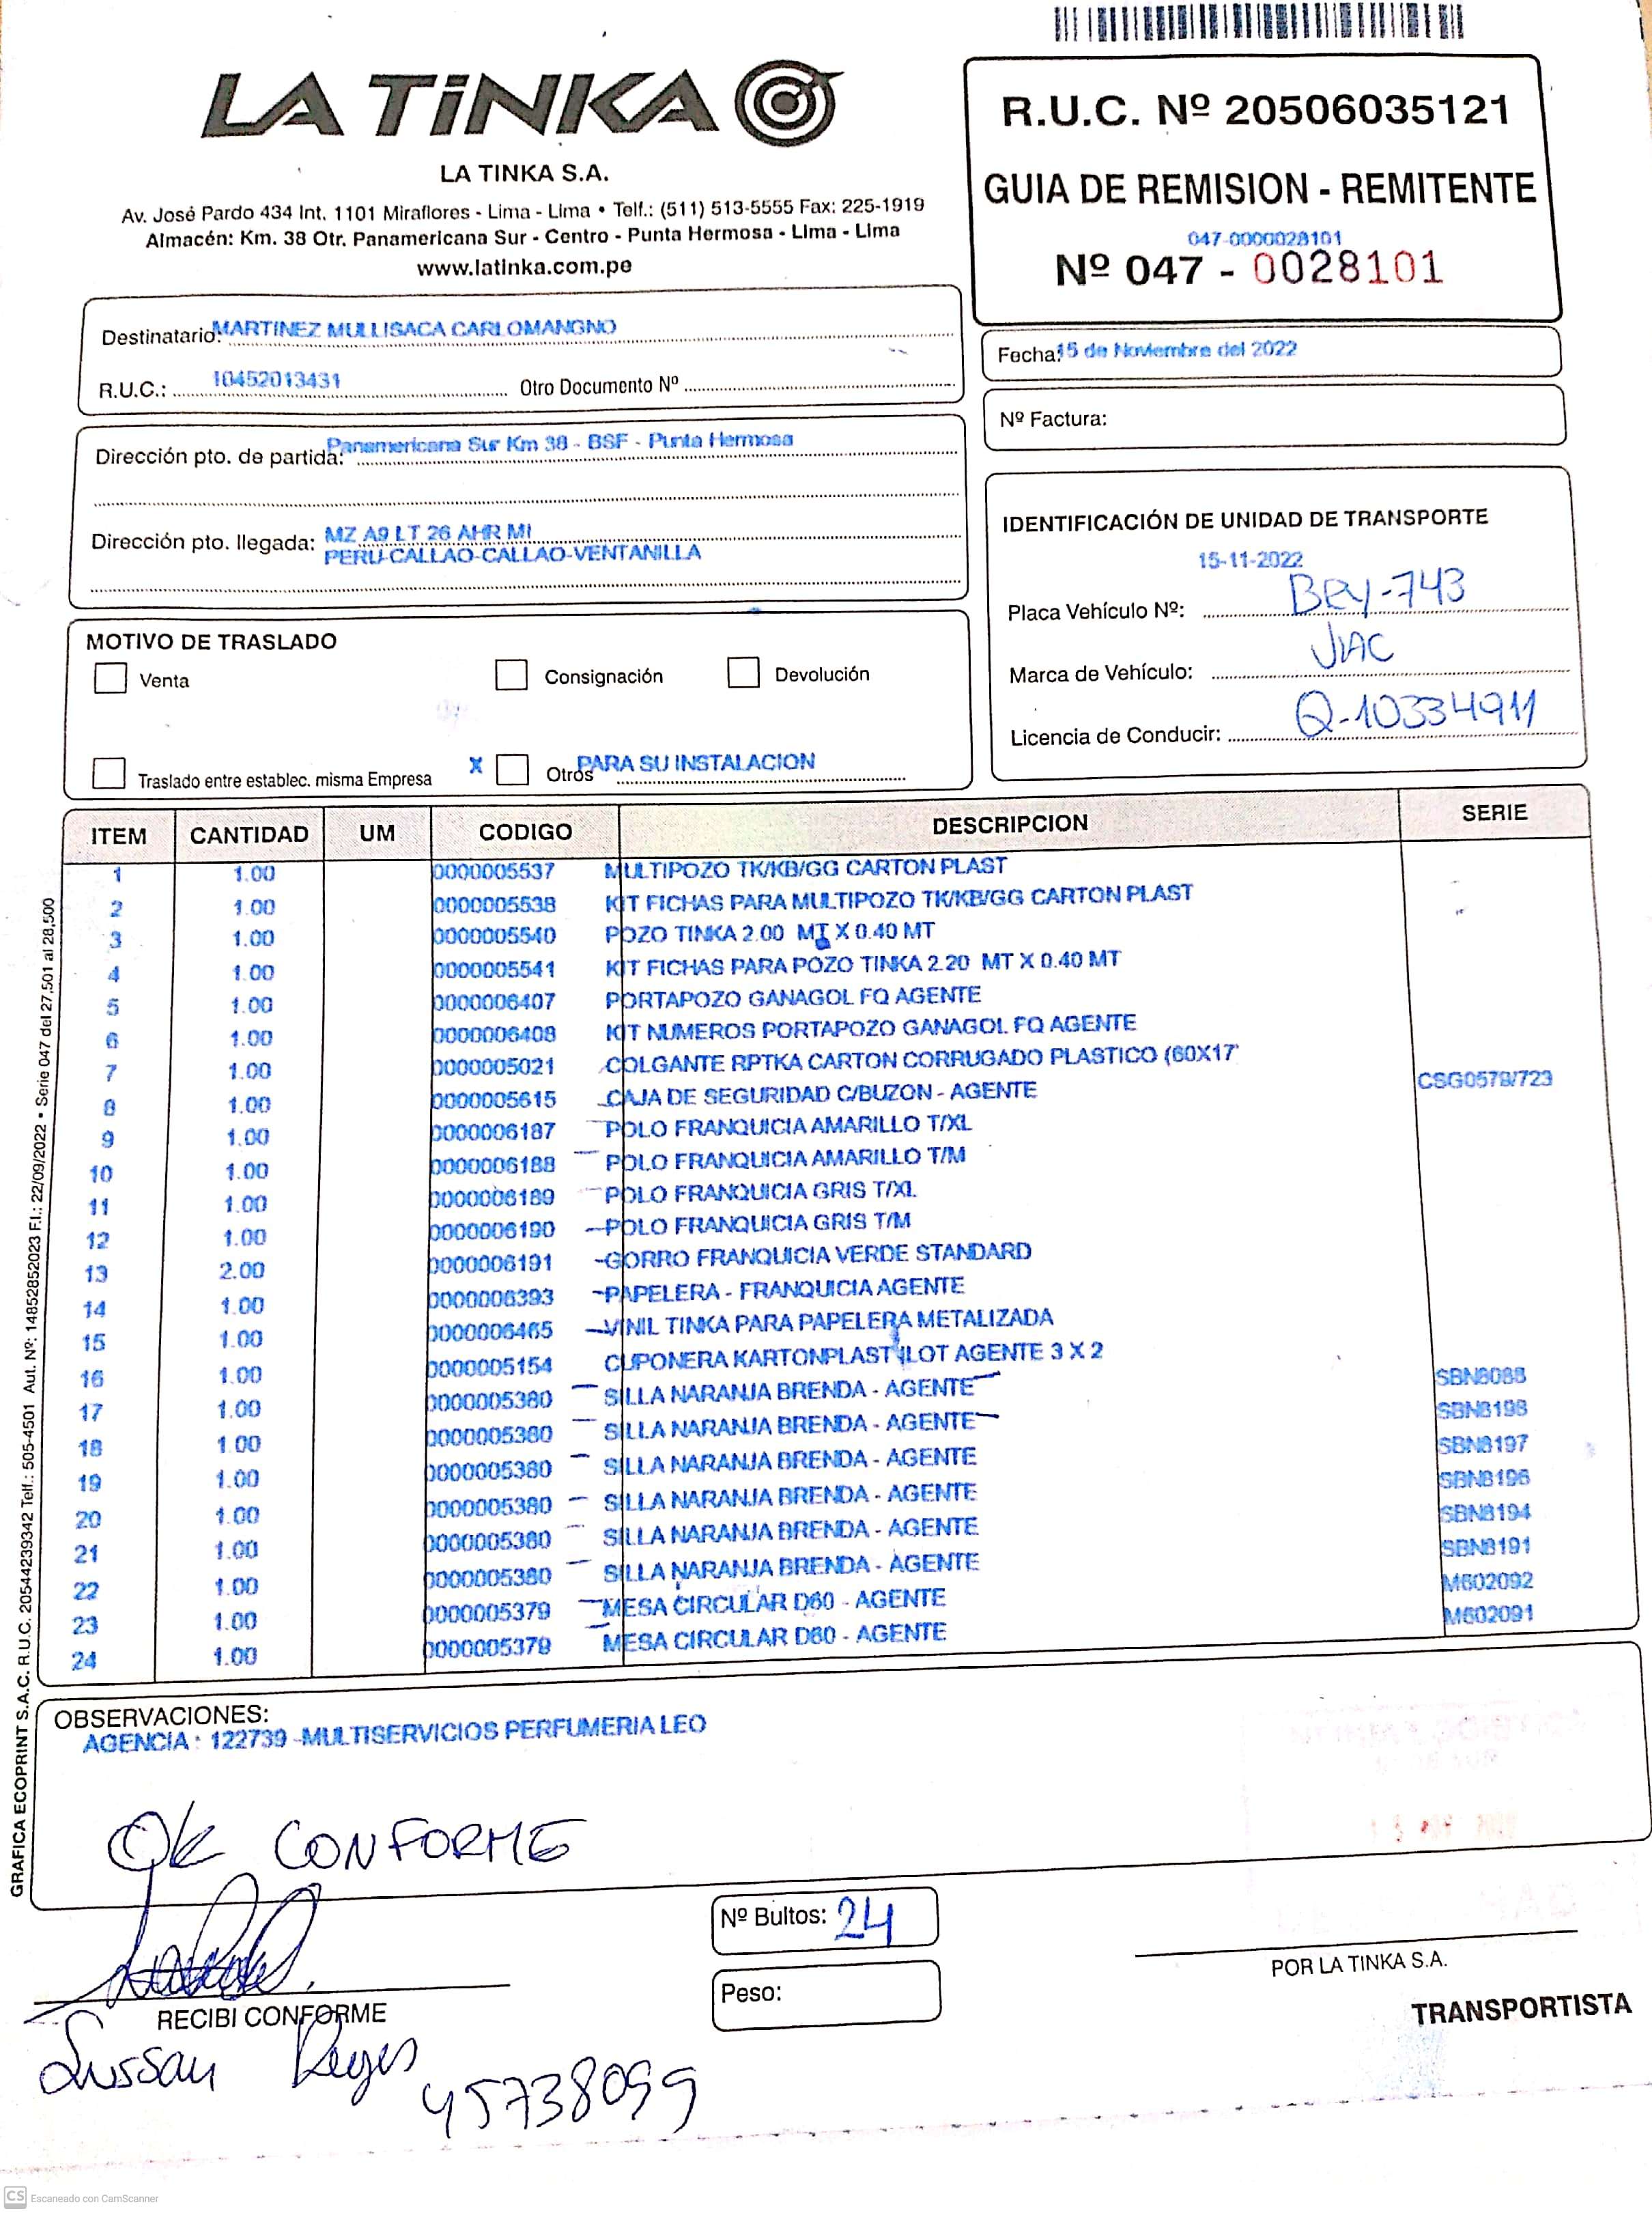 LA TiNKA
LA TINKA S.A.
Av. José Pardo 434 Int. 1101 Miraflores - Lima - Lima • Telf.: (511) 513-5555 Fax: 225-1919
Almacén: Km. 38 Otr. Panamericana Sur - Centro - Punta Hermosa - Lima - Lima
www.latinka.com.pe
R.U.C. Nº 20506035121
GUIA DE REMISION - REMITENTE
047-0000028101
Nº 047 - 0028101
Destinatario: MARTINEZ MULLISACA CARLOMANGNO
R.U.C.: 10452013431 Otro Documento Nº
Fecha: 15 de Noviembre del 2022
Nº Factura:
Dirección pto. de partida: Panamericana Sur Km 38 - BSF - Punta Hermosa
Dirección pto. llegada: MZ A9 LT 26 AHR MI
PERU-CALLAO-CALLAO-VENTANILLA
IDENTIFICACIÓN DE UNIDAD DE TRANSPORTE
15-11-2022
Placa Vehículo Nº: BEY-743
Marca de Vehículo: JAC
Licencia de Conducir: Q-10334911
MOTIVO DE TRASLADO
Venta Consignación Devolución
Traslado entre establec. misma Empresa X Otros PARA SU INSTALACION
ITEM CANTIDAD UM CODIGO DESCRIPCION SERIE
1 1.00 0000005537 MULTIPOZO TK/KB/GG CARTON PLAST
2 1.00 0000005538 KIT FICHAS PARA MULTIPOZO TK/KB/GG CARTON PLAST
3 1.00 0000005540 POZO TINKA 2.00 MT X 0.40 MT
4 1.00 0000005541 KIT FICHAS PARA POZO TINKA 2.20 MT X 0.40 MT
5 1.00 0000006407 PORTAPOZO GANAGOL FQ AGENTE
6 1.00 0000006408 KIT NUMEROS PORTAPOZO GANAGOL FQ AGENTE
7 1.00 0000005021 COLGANTE RPTKA CARTON CORRUGADO PLASTICO (60X17
8 1.00 0000005615 CAJA DE SEGURIDAD C/BUZON - AGENTE CSG0579/723
9 1.00 0000006187 POLO FRANQUICIA AMARILLO T/XL
10 1.00 0000006188 POLO FRANQUICIA AMARILLO T/M
11 1.00 0000006189 POLO FRANQUICIA GRIS T/XL
12 1.00 0000006190 POLO FRANQUICIA GRIS T/M
13 2.00 0000006191 GORRO FRANQUICIA VERDE STANDARD
14 1.00 0000006393 PAPELERA - FRANQUICIA AGENTE
15 1.00 0000006465 VINIL TINKA PARA PAPELERA METALIZADA
16 1.00 0000005154 CUPONERA KARTONPLAST ILOT AGENTE 3 X 2
17 1.00 0000005380 SILLA NARANJA BRENDA - AGENTE SBN8088
18 1.00 0000005380 SILLA NARANJA BRENDA - AGENTE SBN8198
19 1.00 0000005380 SILLA NARANJA BRENDA - AGENTE SBN8197
20 1.00 0000005380 SILLA NARANJA BRENDA - AGENTE SBN8196
21 1.00 0000005380 SILLA NARANJA BRENDA - AGENTE SBN8194
22 1.00 0000005380 SILLA NARANJA BRENDA - AGENTE SBN8191
23 1.00 0000005379 MESA CIRCULAR D60 - AGENTE M602092
24 1.00 0000005379 MESA CIRCULAR D60 - AGENTE M602091
OBSERVACIONES:
AGENCIA : 122739 -MULTISERVICIOS PERFUMERIA LEO
OK CONFORME
RECIBI CONFORME
Sussan Reyes
45738099
Nº Bultos: 24
Peso:
POR LA TINKA S.A.
TRANSPORTISTA
GRAFICA ECOPRINT S.A.C. R.U.C. 20544239342 Telf.: 505-4501 Aut. Nº: 14852852023 F.I.: 22/09/2022 • Serie 047 del 27,501 al 28,500
CS Escaneado con CamScanner